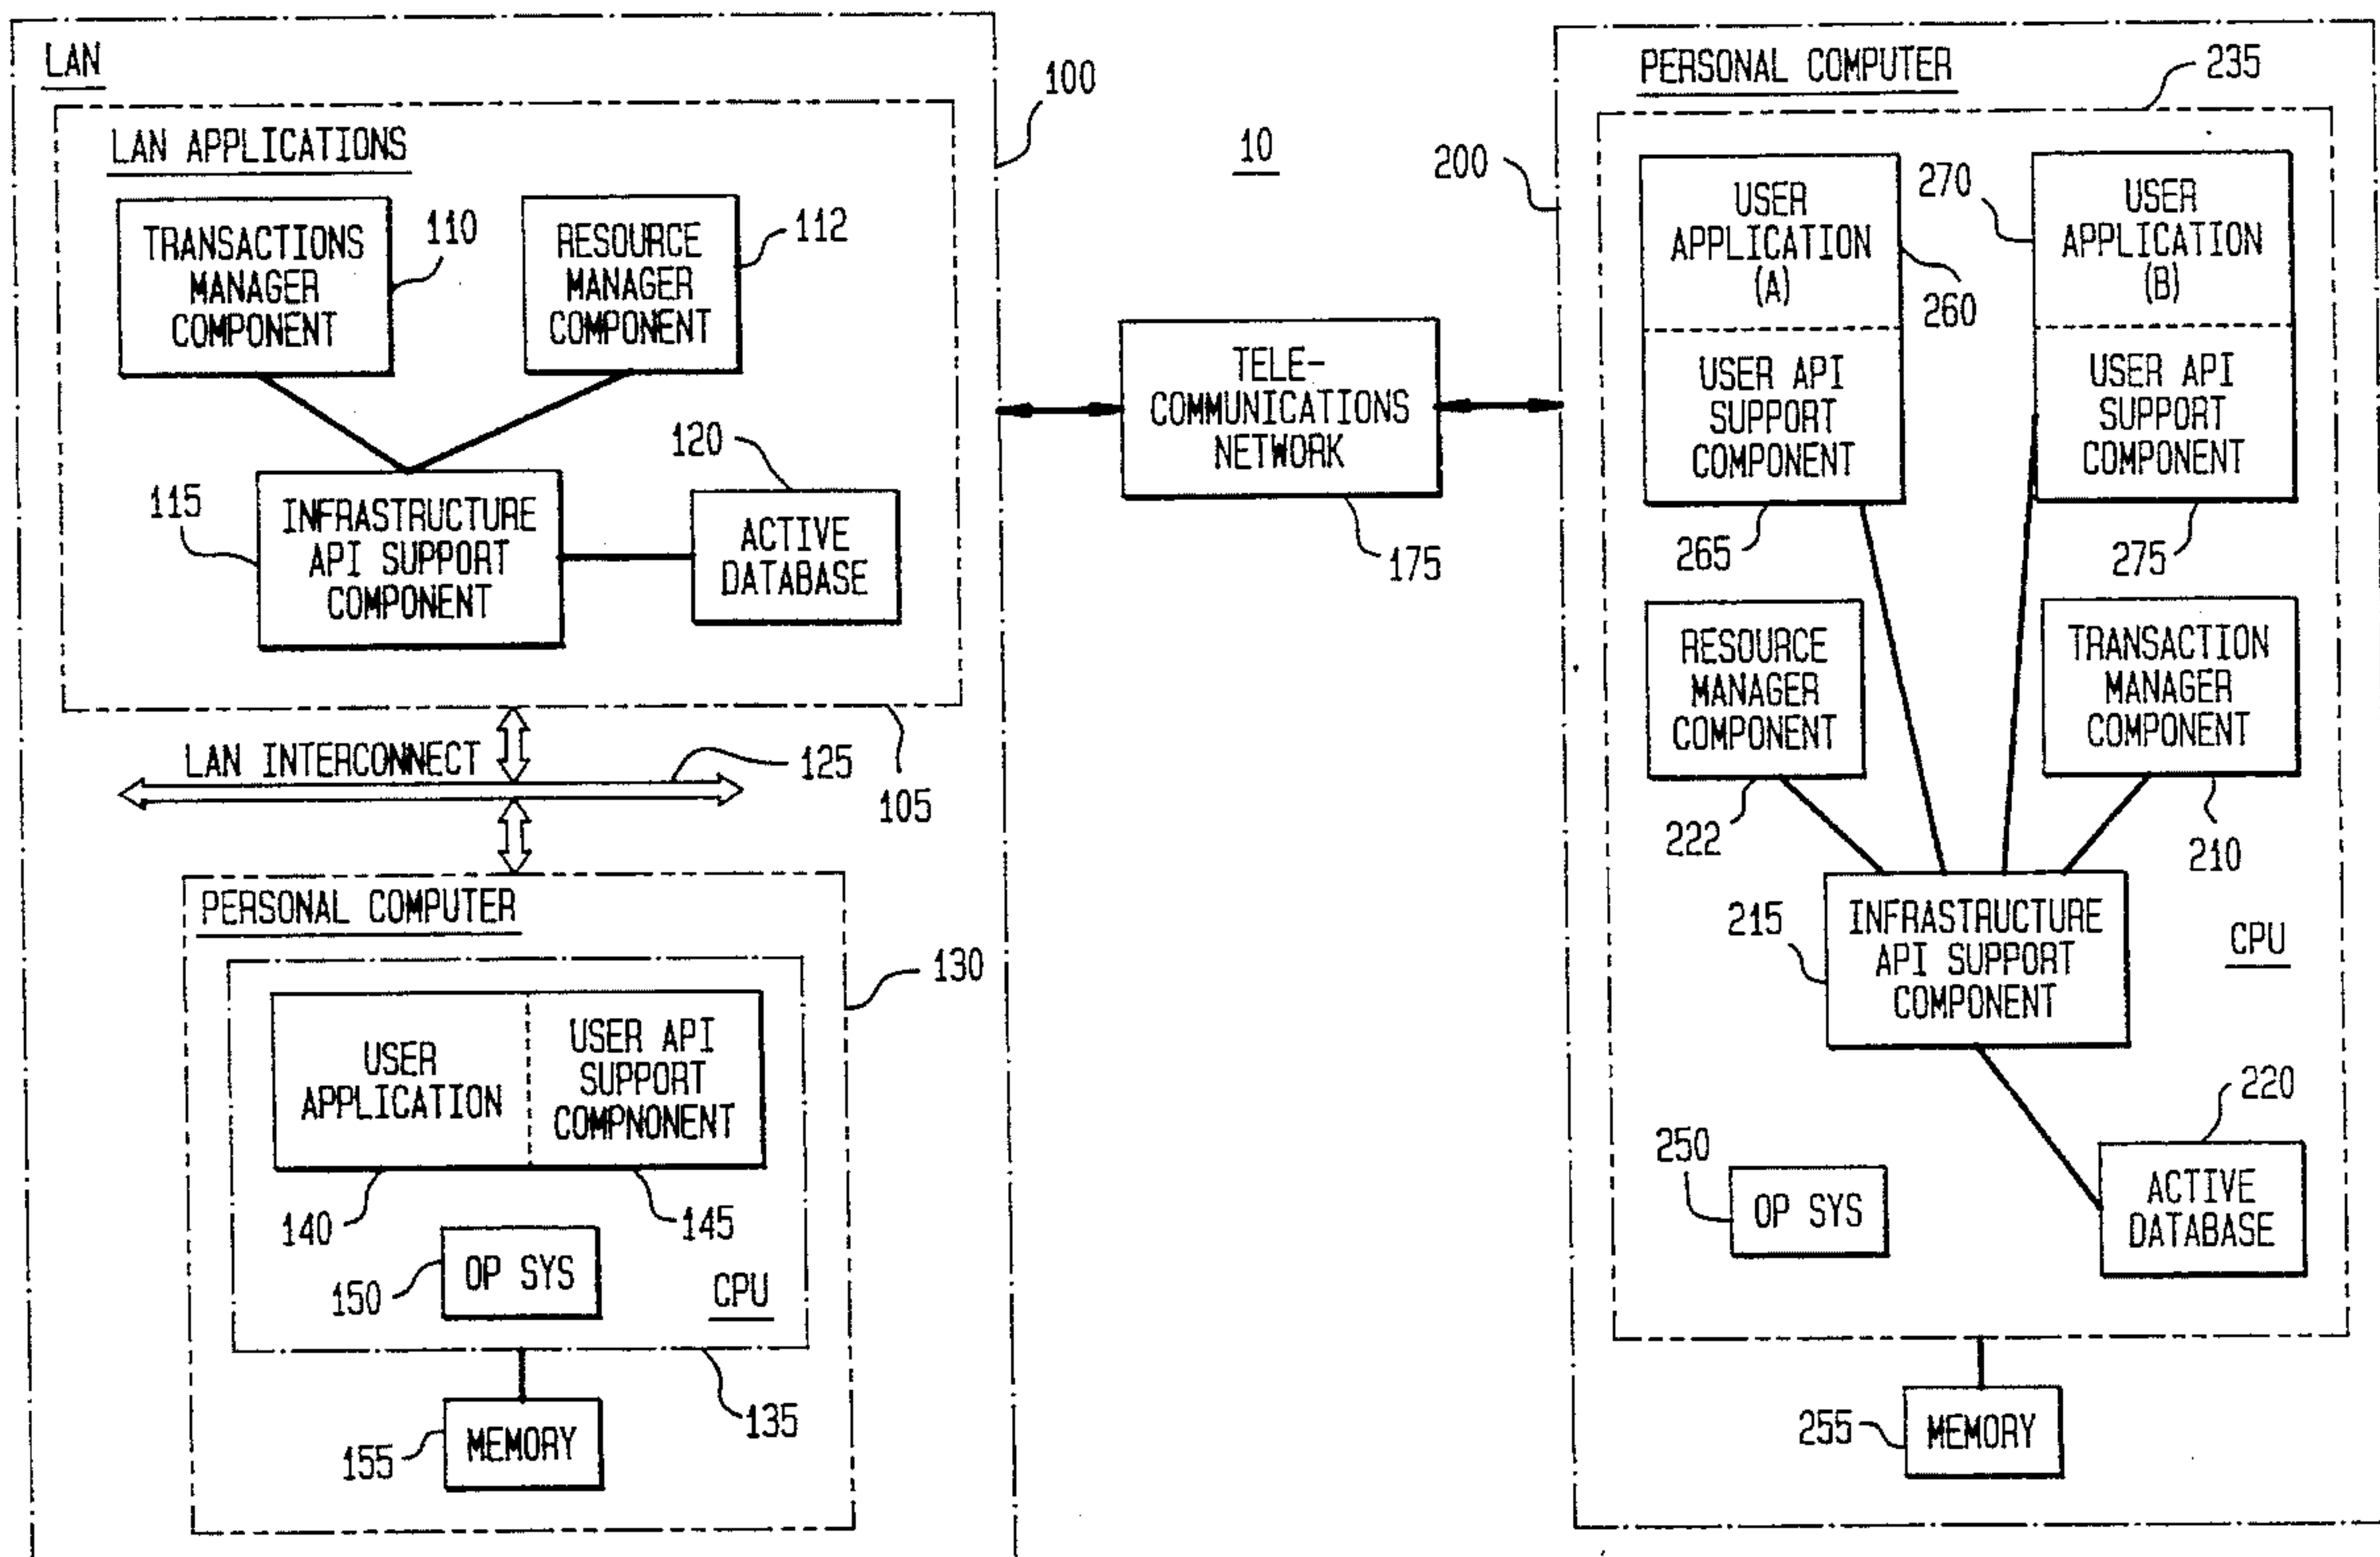 LAN
100
LAN APPLICATIONS
TRANSACTIONS
MANAGER
COMPONENT
110
RESOURCE
MANAGER
COMPONENT
112
115
INFRASTRUCTURE
API SUPPORT
COMPONENT
120
ACTIVE
DATABASE
LAN INTERCONNECT
125
105
PERSONAL COMPUTER
130
USER
APPLICATION
USER API
SUPPORT
COMPNONENT
140
145
150
OP SYS
CPU
135
155
MEMORY
10
TELE-
COMMUNICATIONS
NETWORK
175
200
PERSONAL COMPUTER
235
USER
APPLICATION
(A)
260
270
USER
APPLICATION
(B)
USER API
SUPPORT
COMPONENT
265
USER API
SUPPORT
COMPONENT
275
RESOURCE
MANAGER
COMPONENT
222
TRANSACTION
MANAGER
COMPONENT
210
215
INFRASTRUCTURE
API SUPPORT
COMPONENT
CPU
220
250
OP SYS
ACTIVE
DATABASE
255
MEMORY